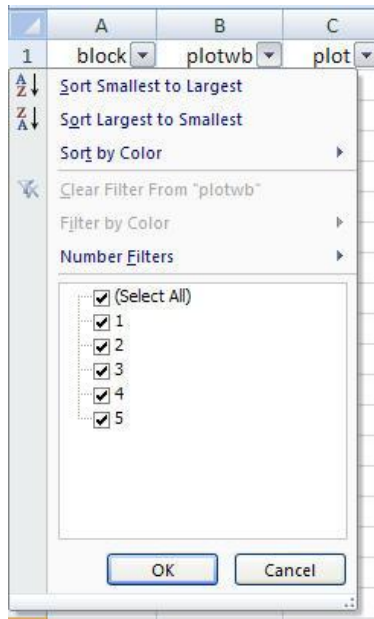 A B C
1 block plotwb plot
A Z Sort Smallest to Largest
Z A Sort Largest to Smallest
Sort by Color
Clear Filter From "plotwb"
Filter by Color
Number Filters
(Select All)
1
2
3
4
5
OK Cancel